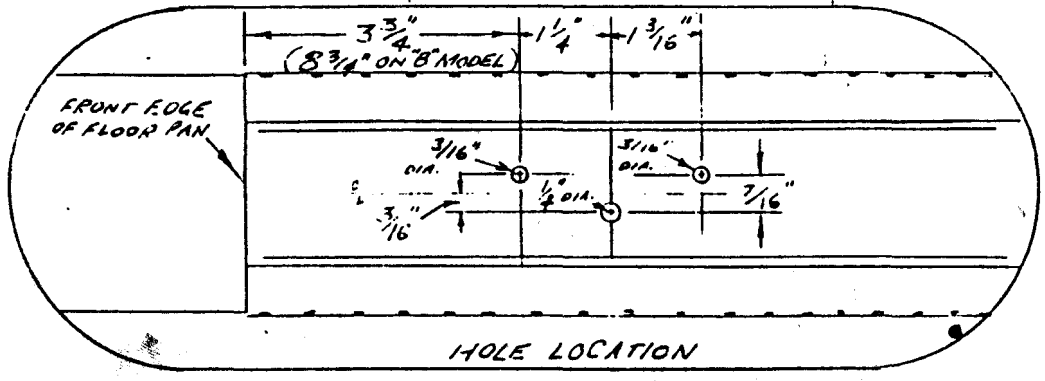 3 3/4"
1 1/4"
1 3/16"
(8 3/4" ON "B" MODEL)
FRONT EDGE
OF FLOOR PAN
3/16"
DIA.
3/16"
DIA.
1/4" DIA.
7/16"
3/16"
HOLE LOCATION